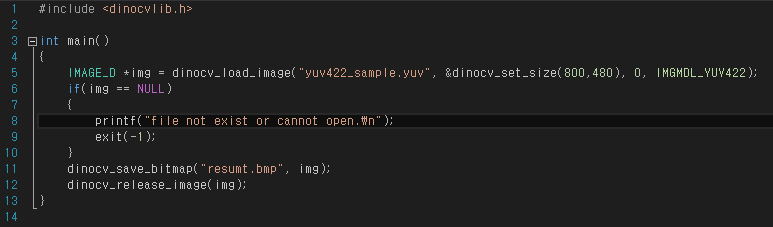 1 #include <dinocvlib.h>
2
3 int main()
4 {
5 IMAGE_D *img = dinocv_load_image("yuv422_sample.yuv", &dinocv_set_size(800,480), 0, IMGMDL_YUV422);
6 if(img == NULL)
7 {
8 printf("file not exist or cannot open.₩n");
9 exit(-1);
10 }
11 dinocv_save_bitmap("resumt.bmp", img);
12 dinocv_release_image(img);
13 }
14